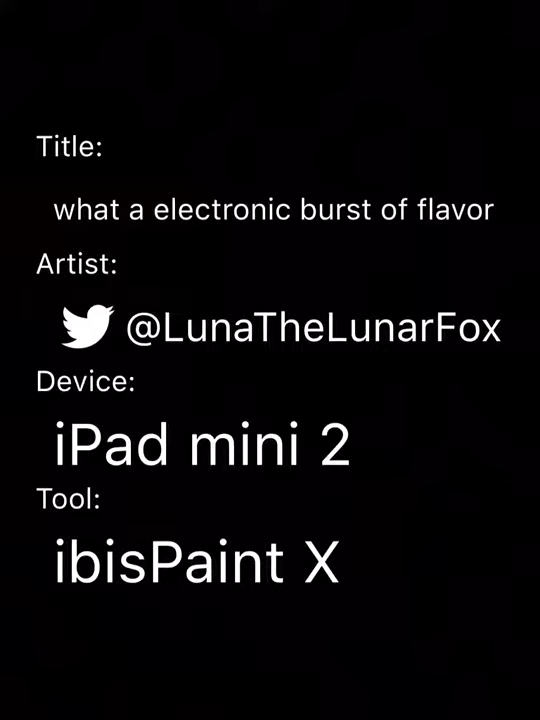 Title:
what a electronic burst of flavor
Artist:
@LunaTheLunarFox
Device:
iPad mini 2
Tool:
ibisPaint X